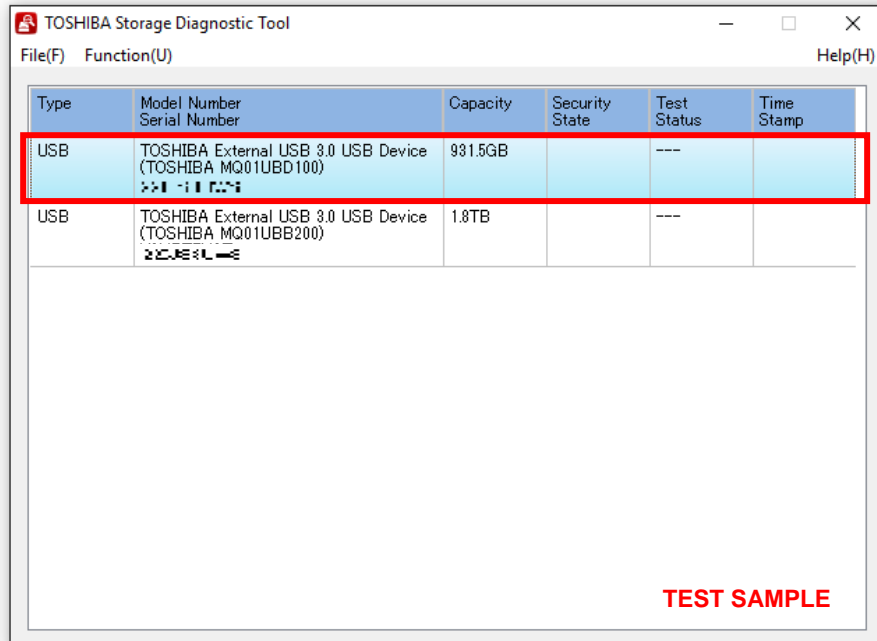 TOSHIBA Storage Diagnostic Tool
File(F) Function(U) Help(H)
Type Model Number Capacity Security Test Time
Serial Number State Status Stamp
USB TOSHIBA External USB 3.0 USB Device 931.5GB ---
(TOSHIBA MQ01UBD100)
USB TOSHIBA External USB 3.0 USB Device 1.8TB ---
(TOSHIBA MQ01UBB200)
TEST SAMPLE